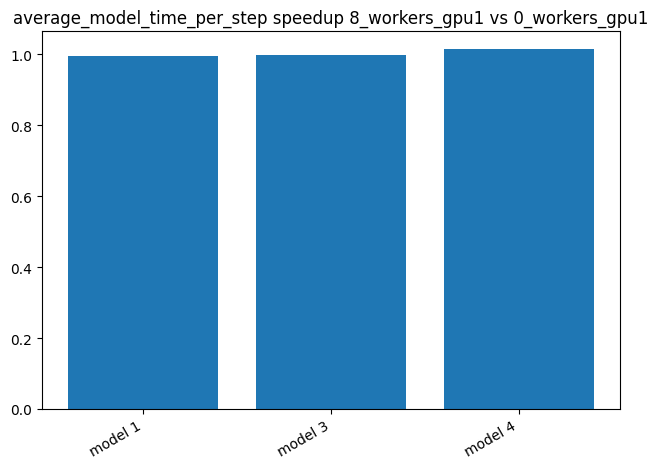 average_model_time_per_step speedup 8_workers_gpu1 vs 0_workers_gpu1
1.0
0.8
0.6
0.4
0.2
0.0
model 1
model 3
model 4